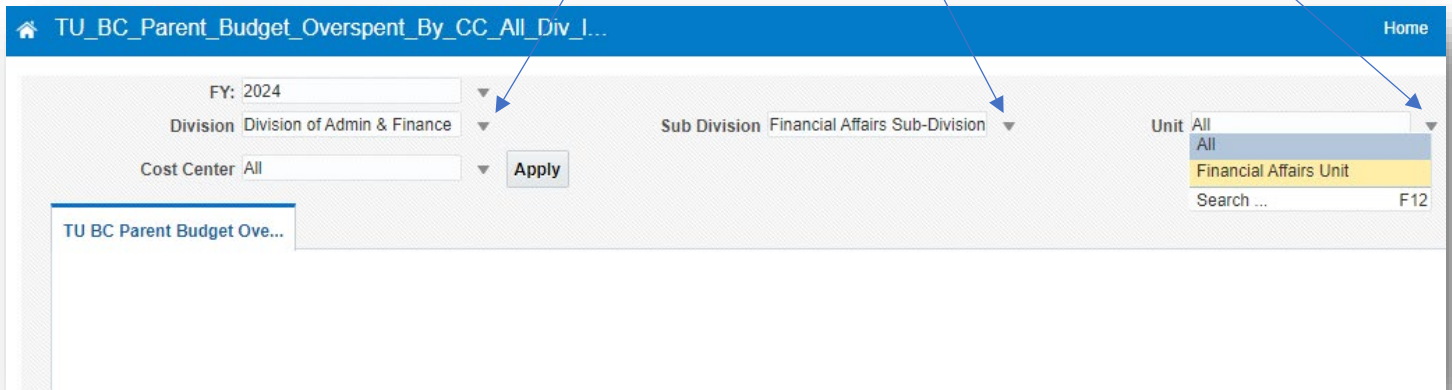 TU_BC_Parent_Budget_Overspent_By_CC_All_Div_I... Home
FY: 2024
Division Division of Admin & Finance Sub Division Financial Affairs Sub-Division Unit All
All
Financial Affairs Unit
Search ... F12
Cost Center All Apply
TU BC Parent Budget Ove...